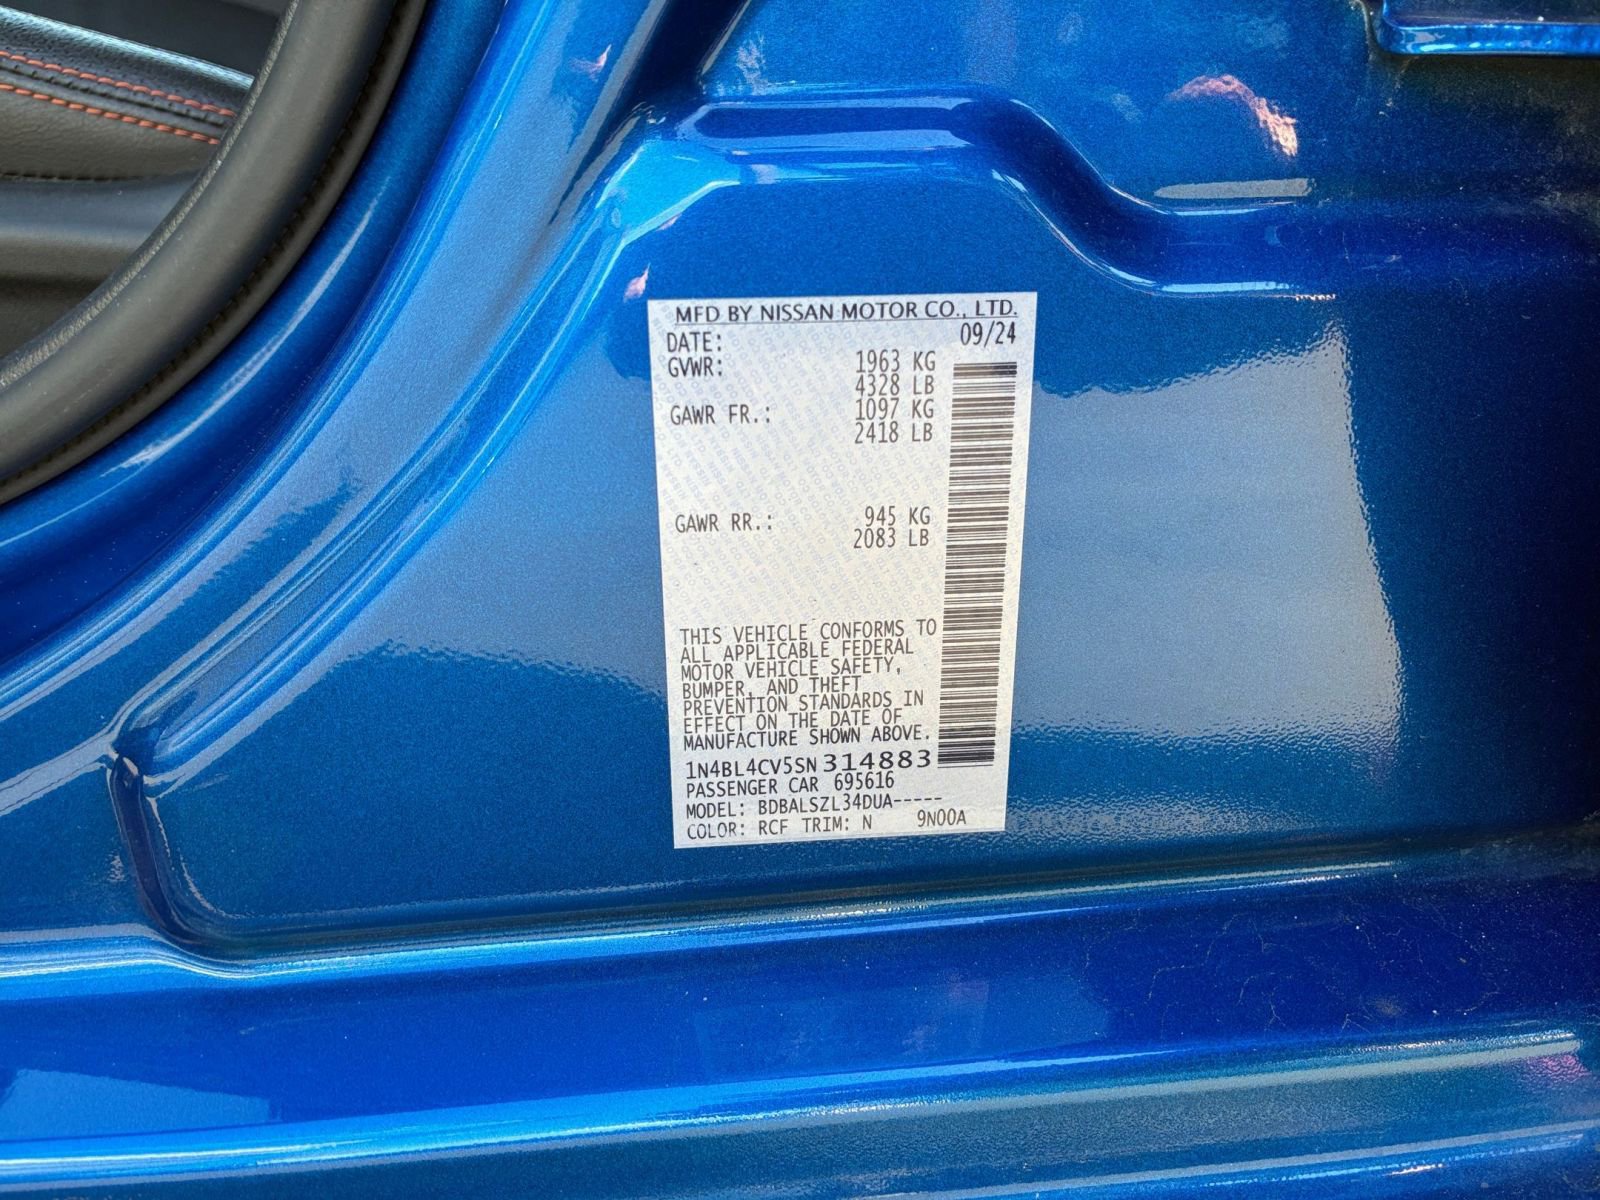 MFD BY NISSAN MOTOR CO., LTD.
DATE: 09/24
GVWR: 1963 KG
4328 LB
GAWR FR.: 1097 KG
2418 LB
GAWR RR.: 945 KG
2083 LB
THIS VEHICLE CONFORMS TO
ALL APPLICABLE FEDERAL
MOTOR VEHICLE SAFETY,
BUMPER, AND THEFT
PREVENTION STANDARDS IN
EFFECT ON THE DATE OF
MANUFACTURE SHOWN ABOVE.
1N4BL4CV5SN314883
PASSENGER CAR 695616
MODEL: BDBALSZL34DUA-----
COLOR: RCF TRIM: N 9N00A